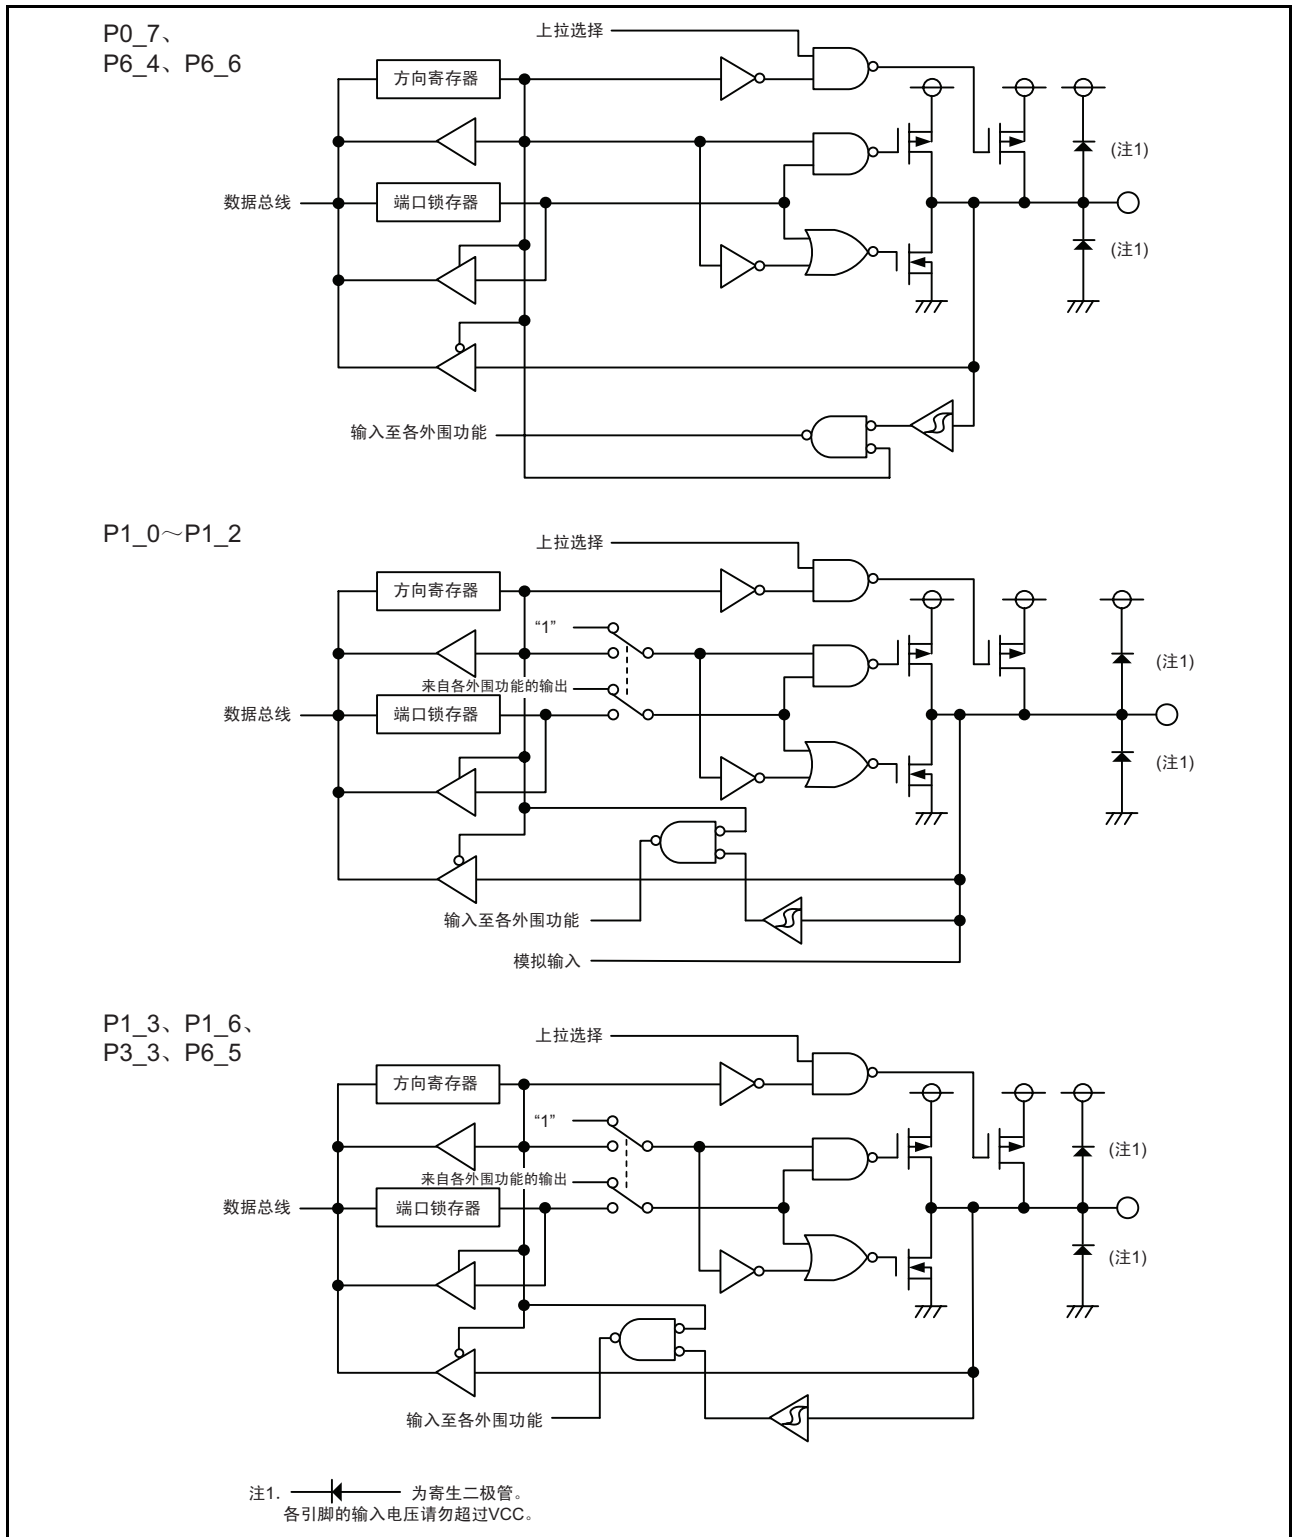 P0_7、
P6_4、P6_6
上拉选择
方向寄存器
(注1)
数据总线
端口锁存器
(注1)
输入至各外围功能
P1_0～P1_2
上拉选择
方向寄存器
“1”
(注1)
来自各外围功能的输出
数据总线
端口锁存器
(注1)
输入至各外围功能
模拟输入
P1_3、P1_6、
P3_3、P6_5
上拉选择
方向寄存器
“1”
(注1)
来自各外围功能的输出
数据总线
端口锁存器
(注1)
输入至各外围功能
注1. 为寄生二极管。
各引脚的输入电压请勿超过VCC。